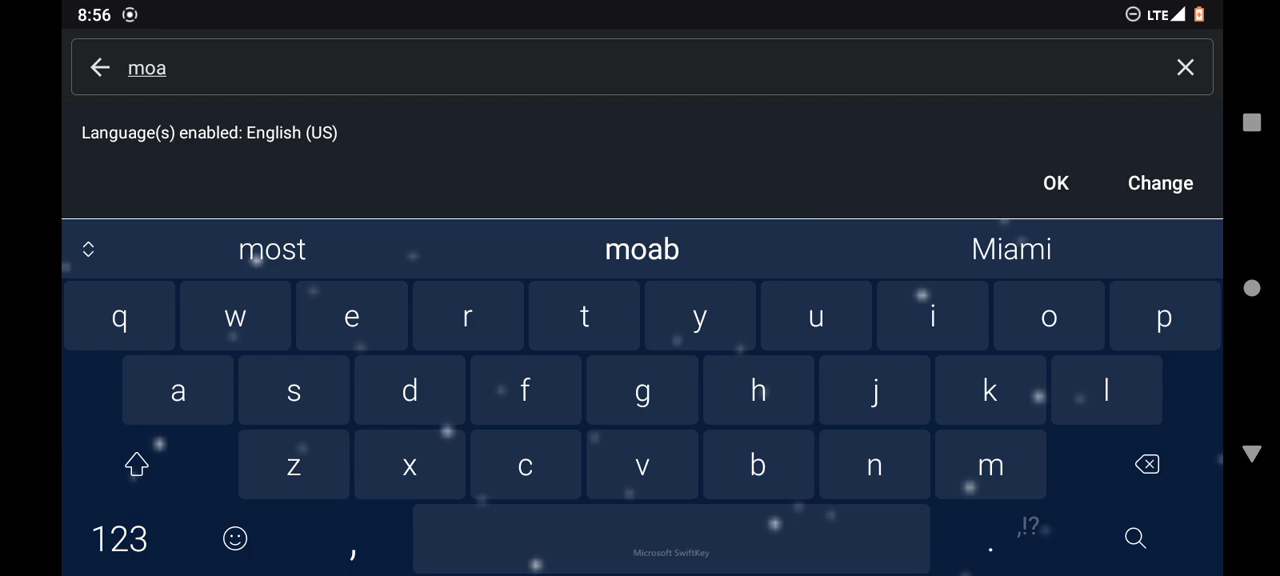 8:56 LTE
moa
Language(s) enabled: English (US)
OK Change
most moab Miami
q w e r t y u i o p
a s d f g h j k l
z x c v b n m
123 , Microsoft SwiftKey . ,!?